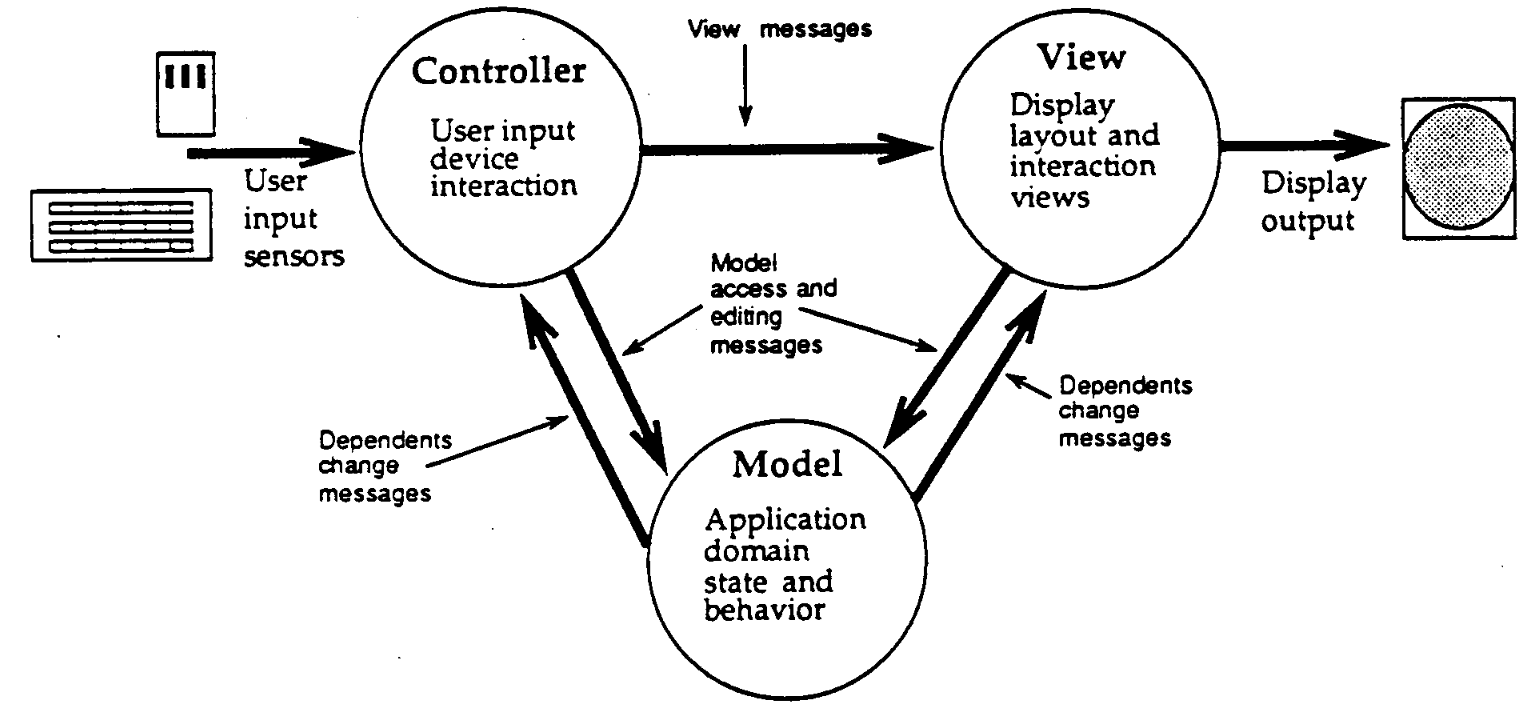 View messages
Controller
User input
device
interaction
View
Display
layout and
interaction
views
User
input
sensors
Display
output
Model
access and
editing
messages
Dependents
change
messages
Dependents
change
messages
Model
Application
domain
state and
behavior